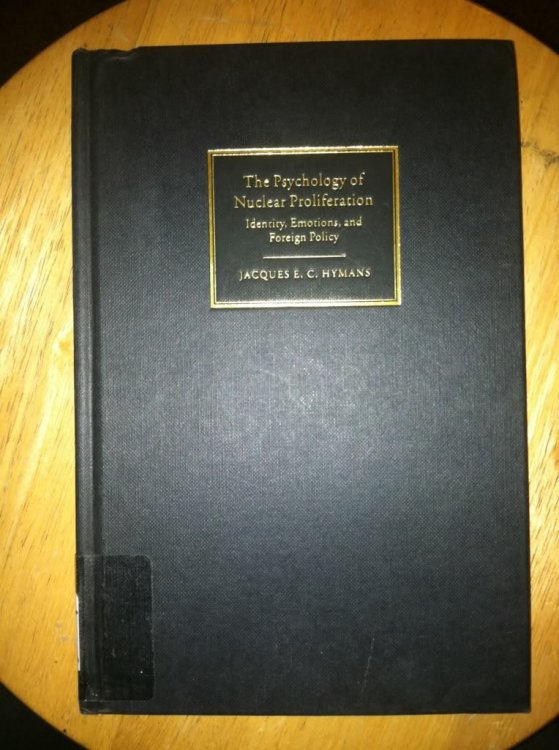 The Psychology of
Nuclear Proliferation
Identity, Emotions, and
Foreign Policy
JACQUES E. C. HYMANS